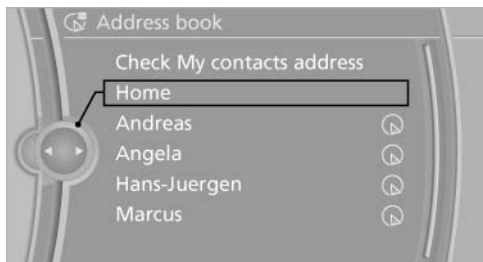 Address book
Check My contacts address
Home
Andreas
Angela
Hans-Juergen
Marcus